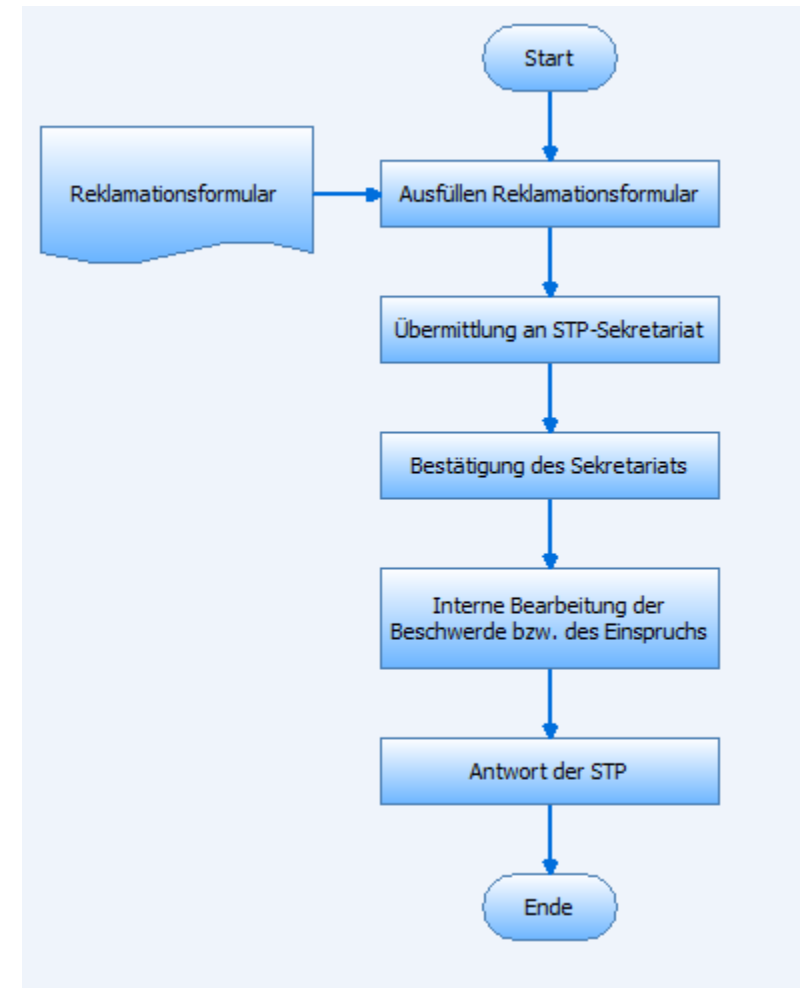 Start
Reklamationsformular
Ausfüllen Reklamationsformular
Übermittlung an STP-Sekretariat
Bestätigung des Sekretariats
Interne Bearbeitung der
Beschwerde bzw. des Einspruchs
Antwort der STP
Ende